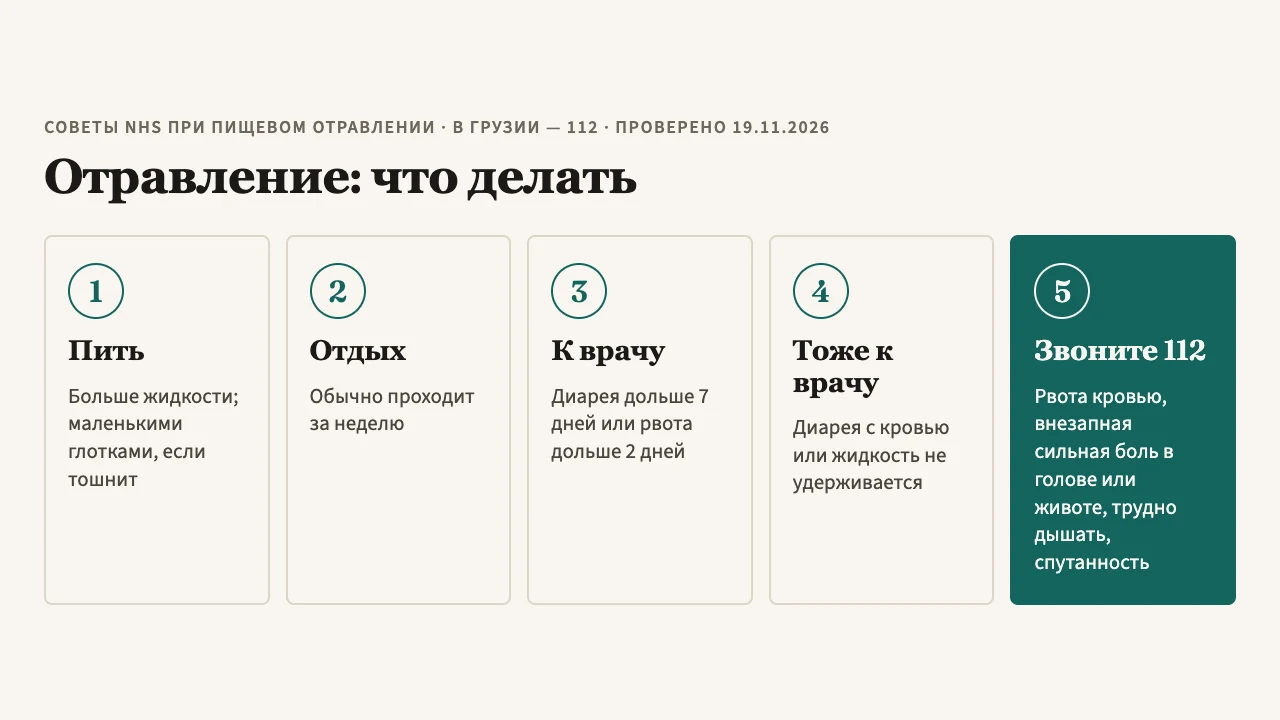 СОВЕТЫ NHS ПРИ ПИЩЕВОМ ОТРАВЛЕНИИ · В ГРУЗИИ — 112 · ПРОВЕРЕНО 19.11.2026
Отравление: что делать
1
Пить
Больше жидкости;
маленькими
глотками, если
тошнит
2
Отдых
Обычно проходит
за неделю
3
К врачу
Диарея дольше 7
дней или рвота
дольше 2 дней
4
Тоже к
врачу
Диарея с кровью
или жидкость не
удерживается
5
Звоните 112
Рвота кровью,
внезапная
сильная боль в
голове или
животе, трудно
дышать,
спутанность